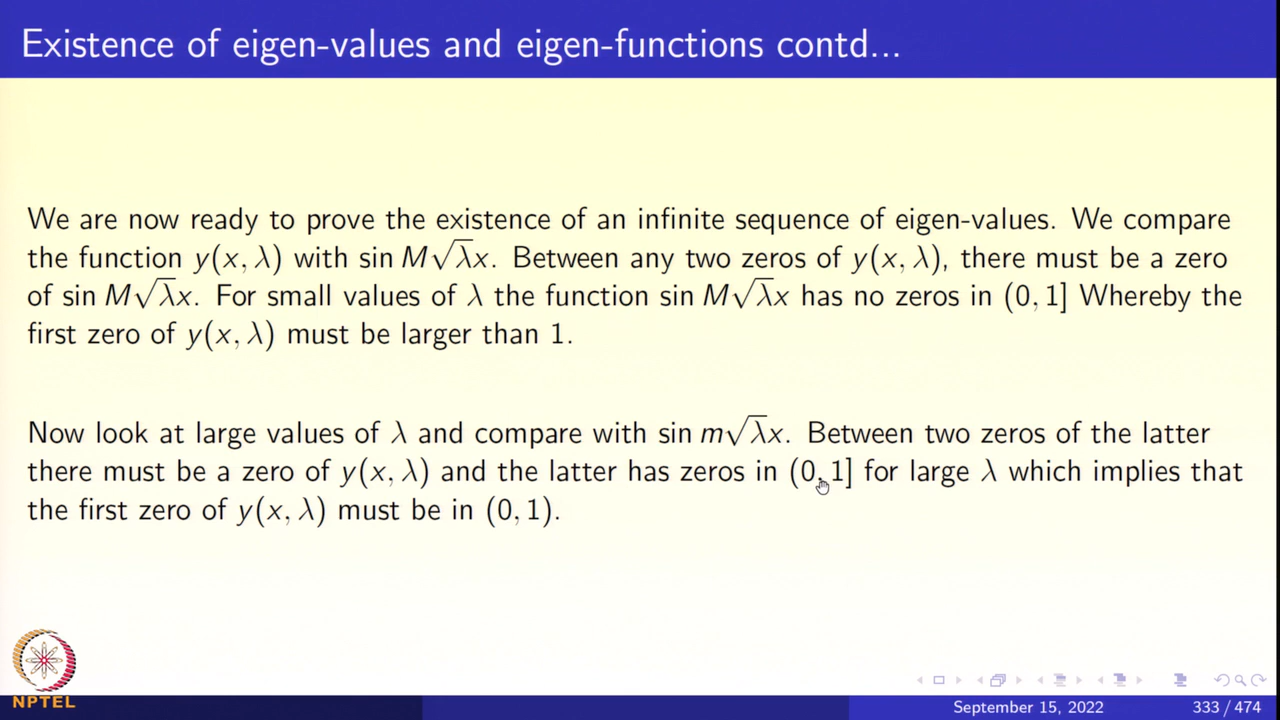 Existence of eigen-values and eigen-functions contd...
We are now ready to prove the existence of an infinite sequence of eigen-values. We compare
the function y(x, λ) with sin M√λx. Between any two zeros of y(x, λ), there must be a zero
of sin M√λx. For small values of λ the function sin M√λx has no zeros in (0, 1] Whereby the
first zero of y(x, λ) must be larger than 1.
Now look at large values of λ and compare with sin m√λx. Between two zeros of the latter
there must be a zero of y(x, λ) and the latter has zeros in (0, 1] for large λ which implies that
the first zero of y(x, λ) must be in (0, 1).
NPTEL
September 15, 2022 333 / 474